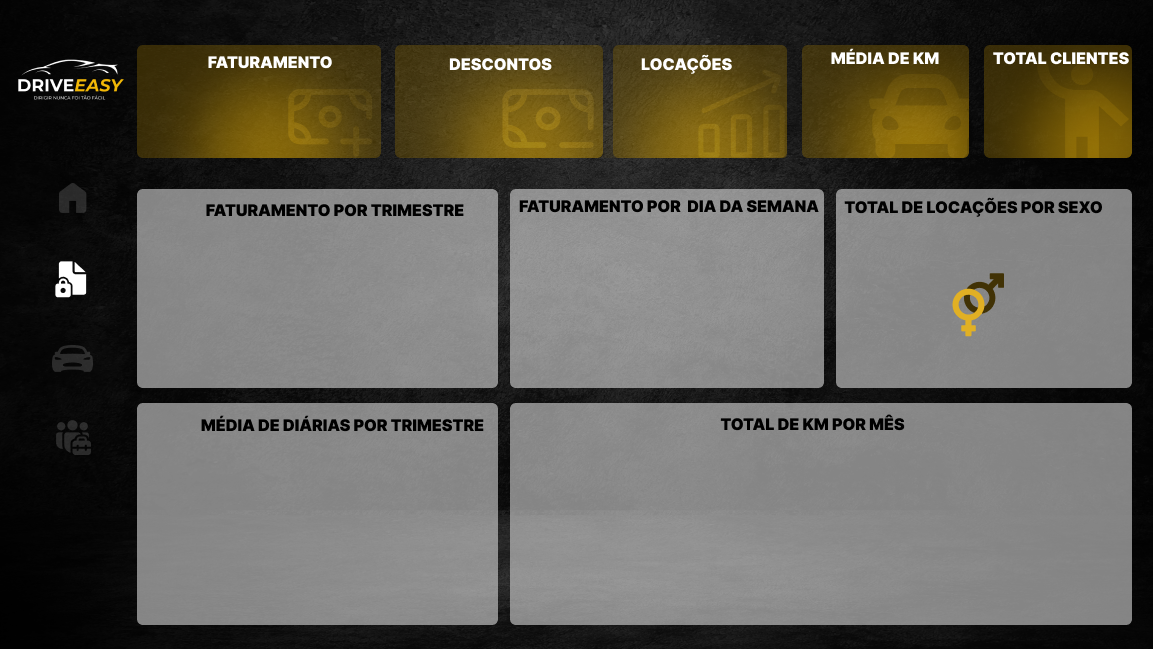 DRIVEEASY
DIRIGIR NUNCA FOI TÃO FÁCIL
FATURAMENTO
DESCONTOS
LOCAÇÕES
MÉDIA DE KM
TOTAL CLIENTES
FATURAMENTO POR TRIMESTRE
FATURAMENTO POR DIA DA SEMANA
TOTAL DE LOCAÇÕES POR SEXO
MÉDIA DE DIÁRIAS POR TRIMESTRE
TOTAL DE KM POR MÊS